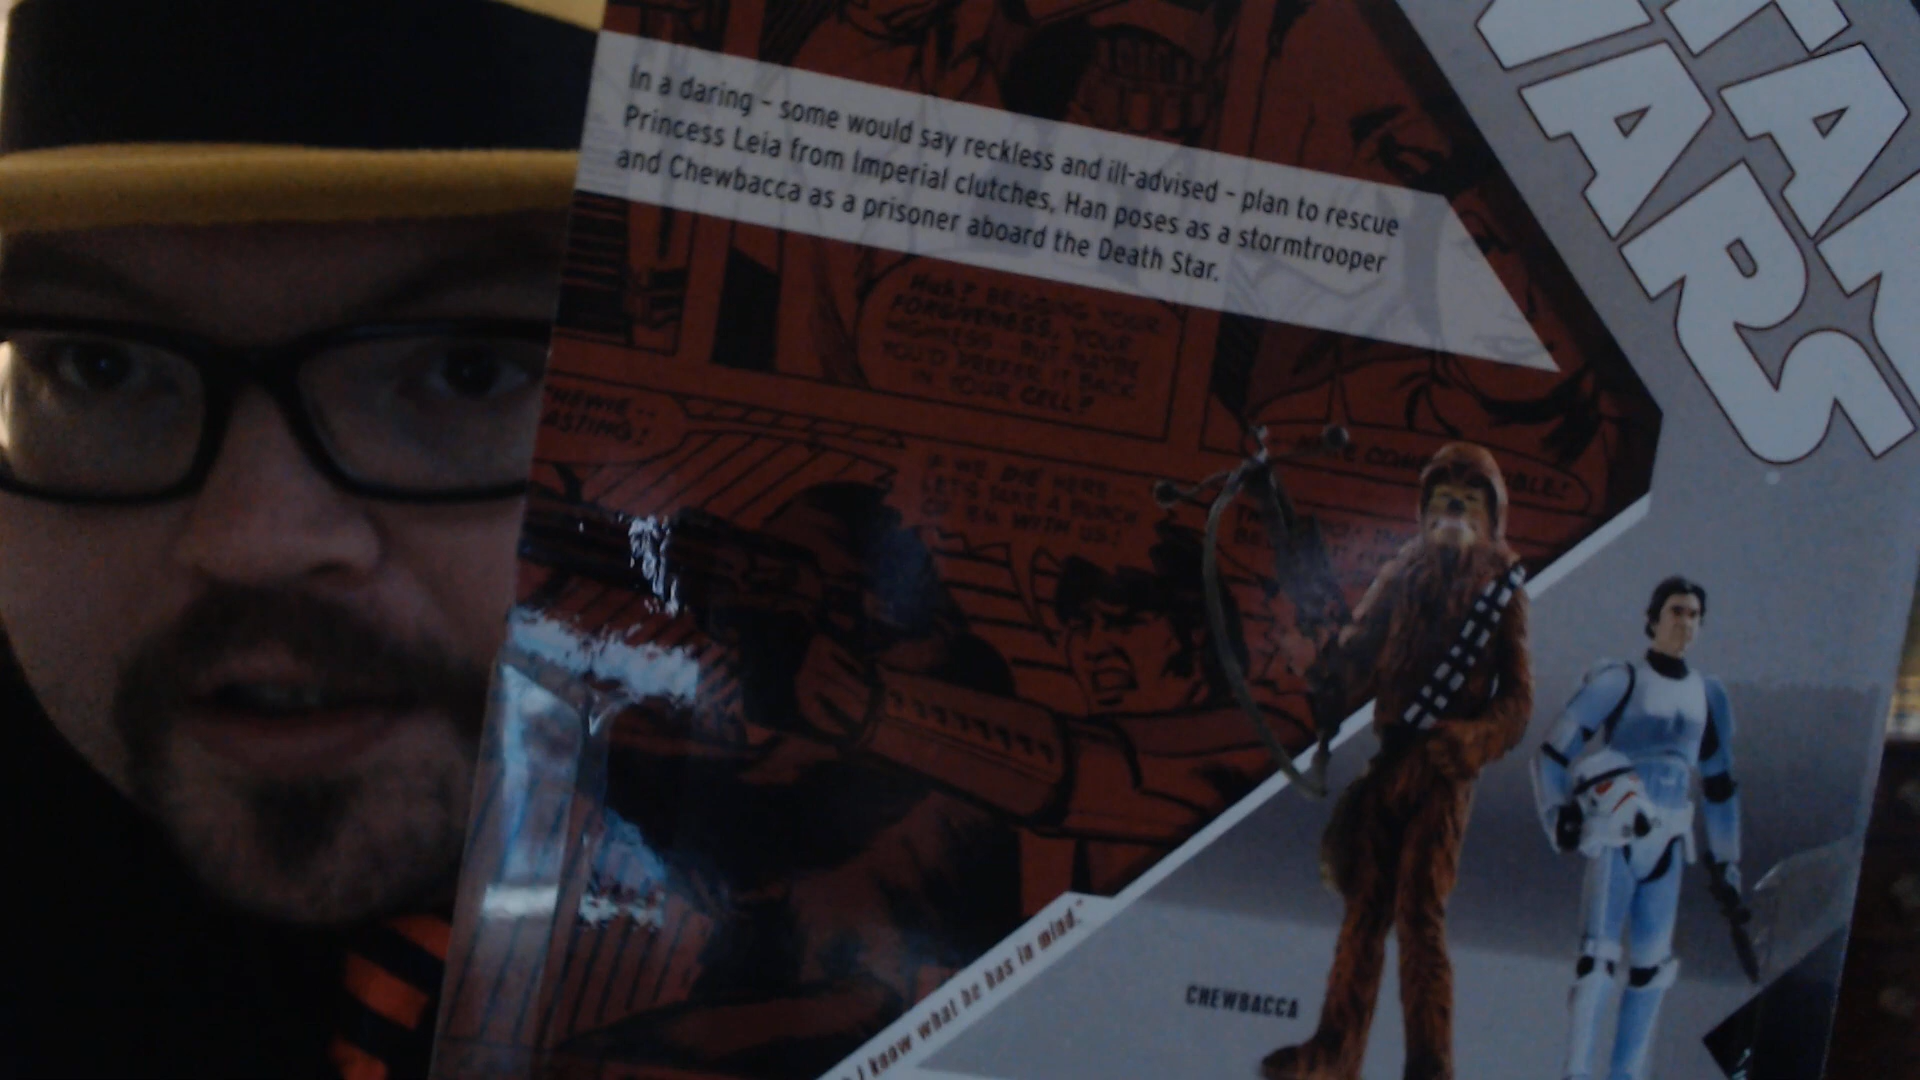 In a daring – some would say reckless and ill-advised – plan to rescue
Princess Leia from Imperial clutches, Han poses as a stormtrooper
and Chewbacca as a prisoner aboard the Death Star.
WARS
HUH? BEGGING YOUR
FORGIVENESS, YOUR
HIGHNESS... BUT MAYBE
YOU'D PREFER IT BACK
IN YOUR CELL?
IF WE DIE HERE...
LET'S TAKE A BUNCH
OF 'EM WITH US!
I know what he has in mind."
CHEWBACCA